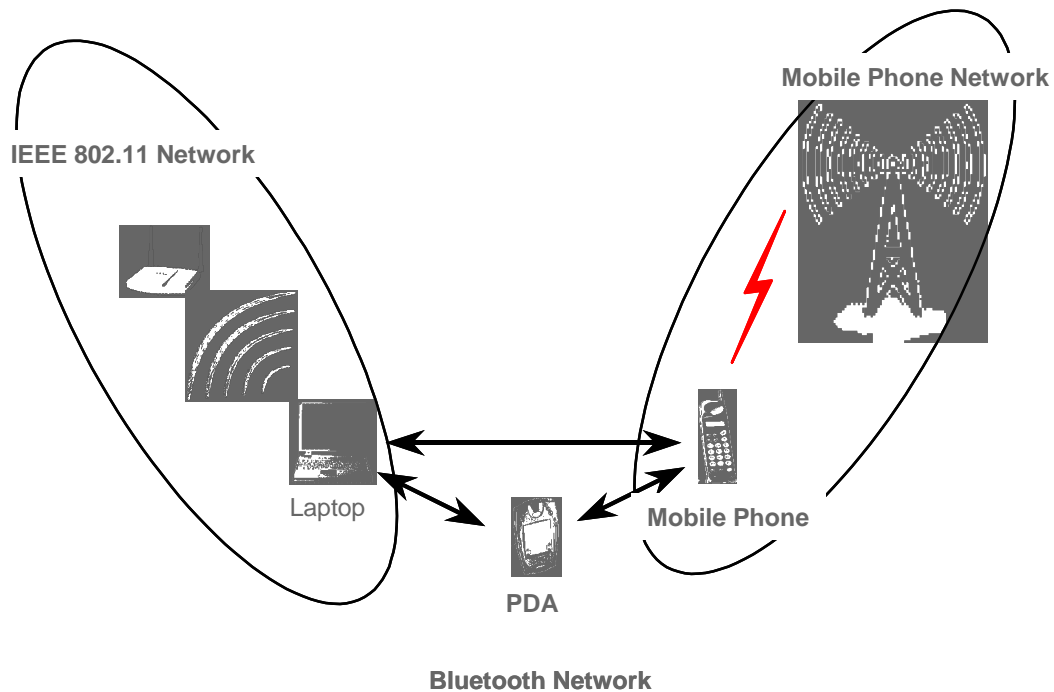 Mobile Phone Network
IEEE 802.11 Network
Laptop
Mobile Phone
PDA
Bluetooth Network